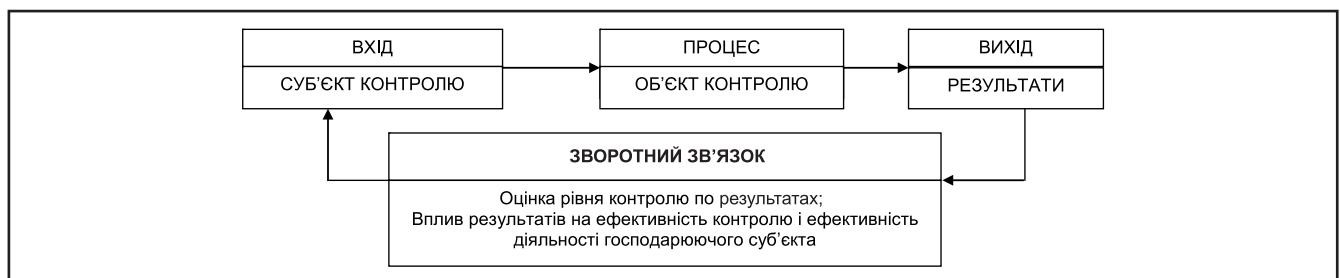 ВХІД
СУБ’ЄКТ КОНТРОЛЮ
ПРОЦЕС
ОБ’ЄКТ КОНТРОЛЮ
ВИХІД
РЕЗУЛЬТАТИ
ЗВОРОТНИЙ ЗВ’ЯЗОК
Оцінка рівня контролю по результатах;
Вплив результатів на ефективність контролю і ефективність
діяльності господарюючого суб’єкта